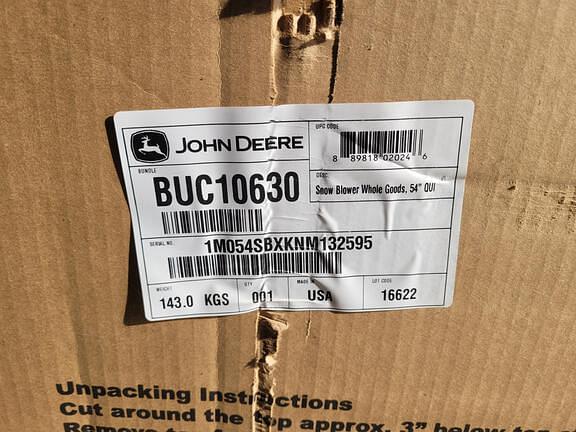 JOHN DEERE
UPC CODE
8 89818 02024 6
BUNDLE
BUC10630
DESC
Snow Blower Whole Goods, 54" QUI
SERIAL NO.
1M054SBXKNM132595
WEIGHT
143.0 KGS
QTY
001
MADE IN
USA
LOT CODE
16622
Unpacking Instructions
Cut around the top approx. 3" below top
Remove